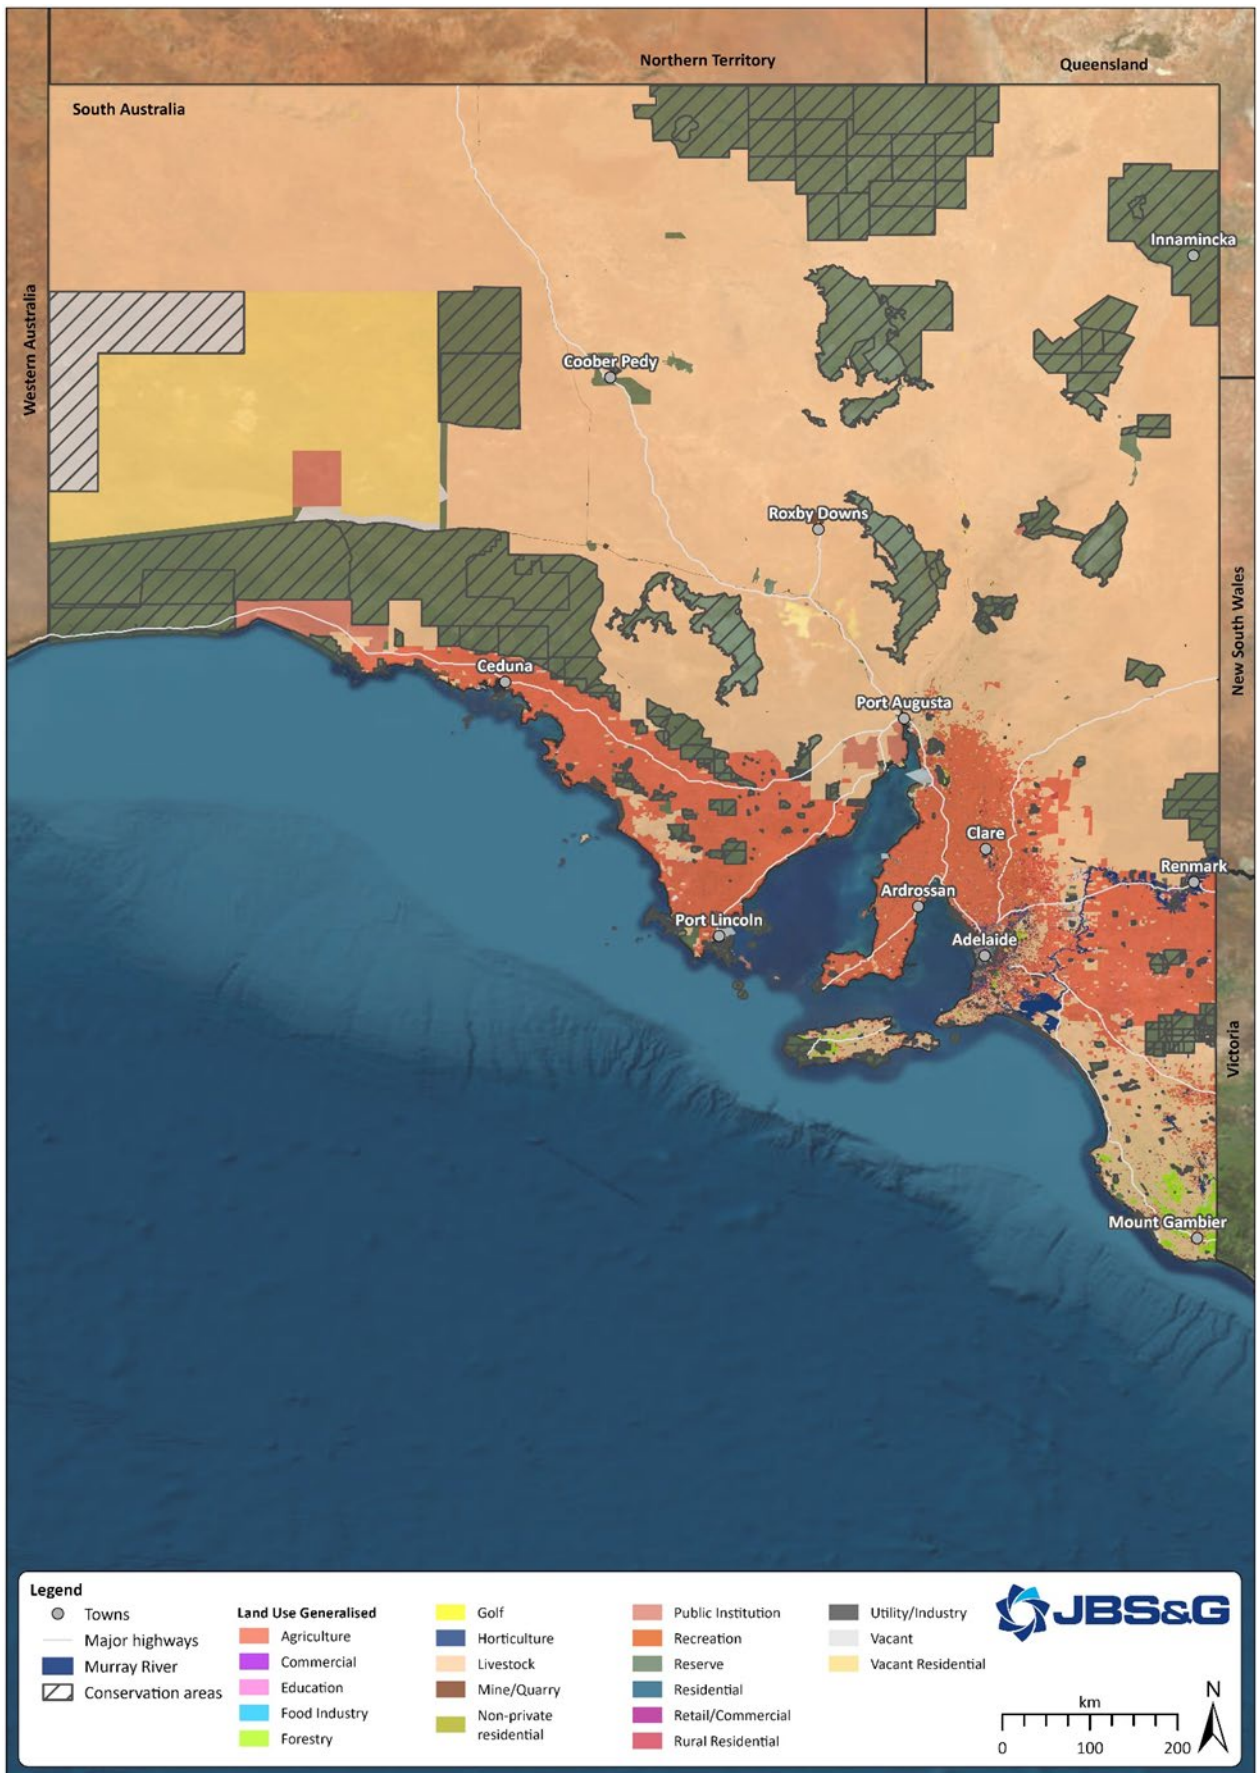 Northern Territory
Queensland
South Australia
Innamincka
Western Australia
Coober Pedy
Roxby Downs
New South Wales
Ceduna
Port Augusta
Clare
Renmark
Ardrossan
Port Lincoln
Adelaide
Victoria
Mount Gambier
Legend
Towns
Major highways
Murray River
Conservation areas
Land Use Generalised
Agriculture
Commercial
Education
Food Industry
Forestry
Golf
Horticulture
Livestock
Mine/Quarry
Non-private
residential
Public Institution
Recreation
Reserve
Residential
Retail/Commercial
Rural Residential
Utility/Industry
Vacant
Vacant Residential
JBS&G
km
0 100 200
N